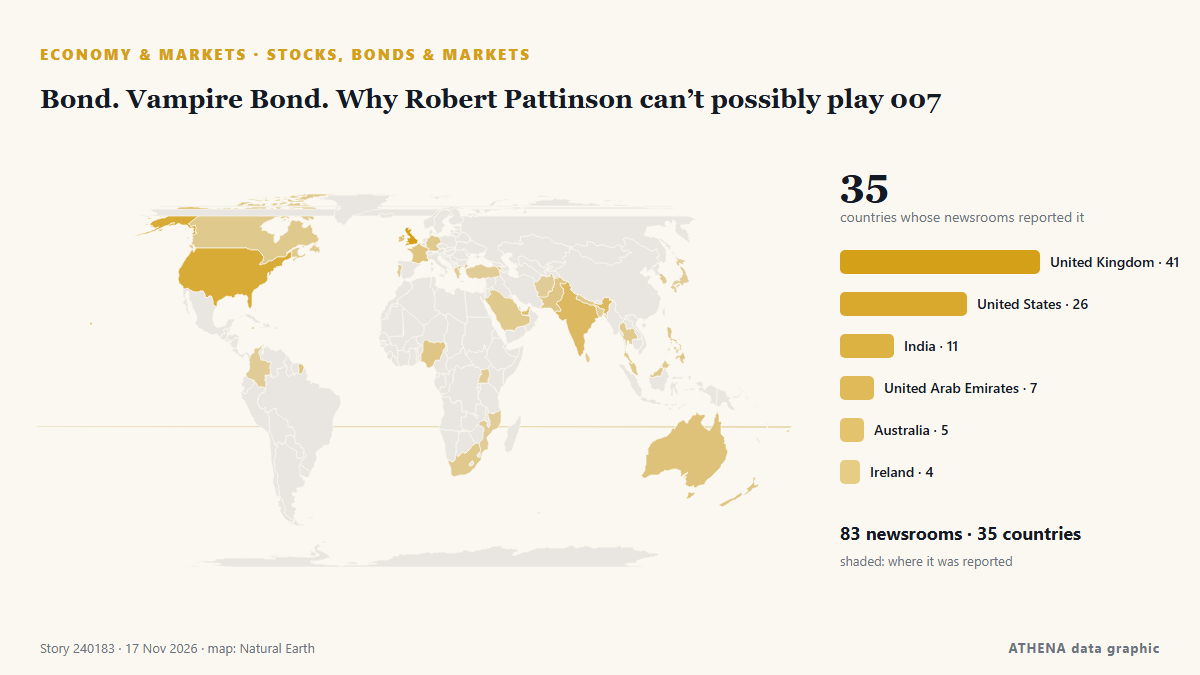 ECONOMY & MARKETS · STOCKS, BONDS & MARKETS
Bond. Vampire Bond. Why Robert Pattinson can’t possibly play 007
35
countries whose newsrooms reported it
United Kingdom · 41
United States · 26
India · 11
United Arab Emirates · 7
Australia · 5
Ireland · 4
83 newsrooms · 35 countries
shaded: where it was reported
Story 240183 · 17 Nov 2026 · map: Natural Earth
ATHENA data graphic